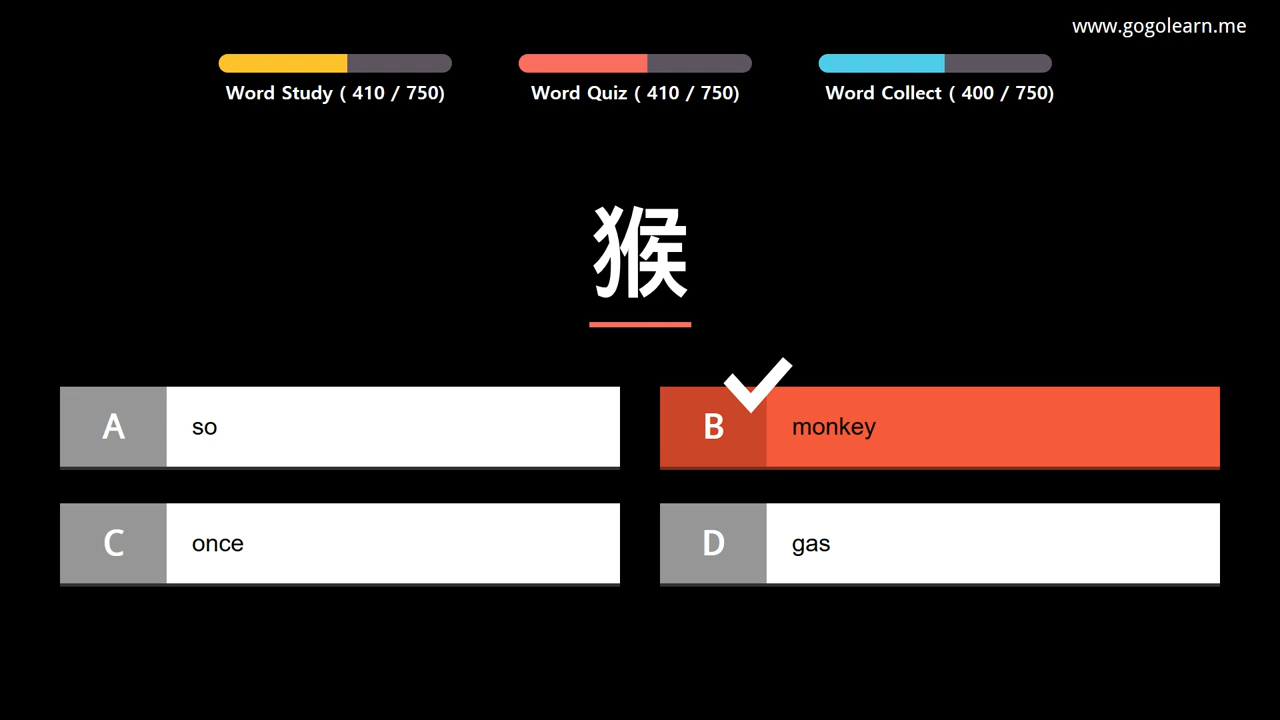 www.gogolearn.me
Word Study ( 410 / 750)
Word Quiz ( 410 / 750)
Word Collect ( 400 / 750)
猴
A so
B monkey
C once
D gas